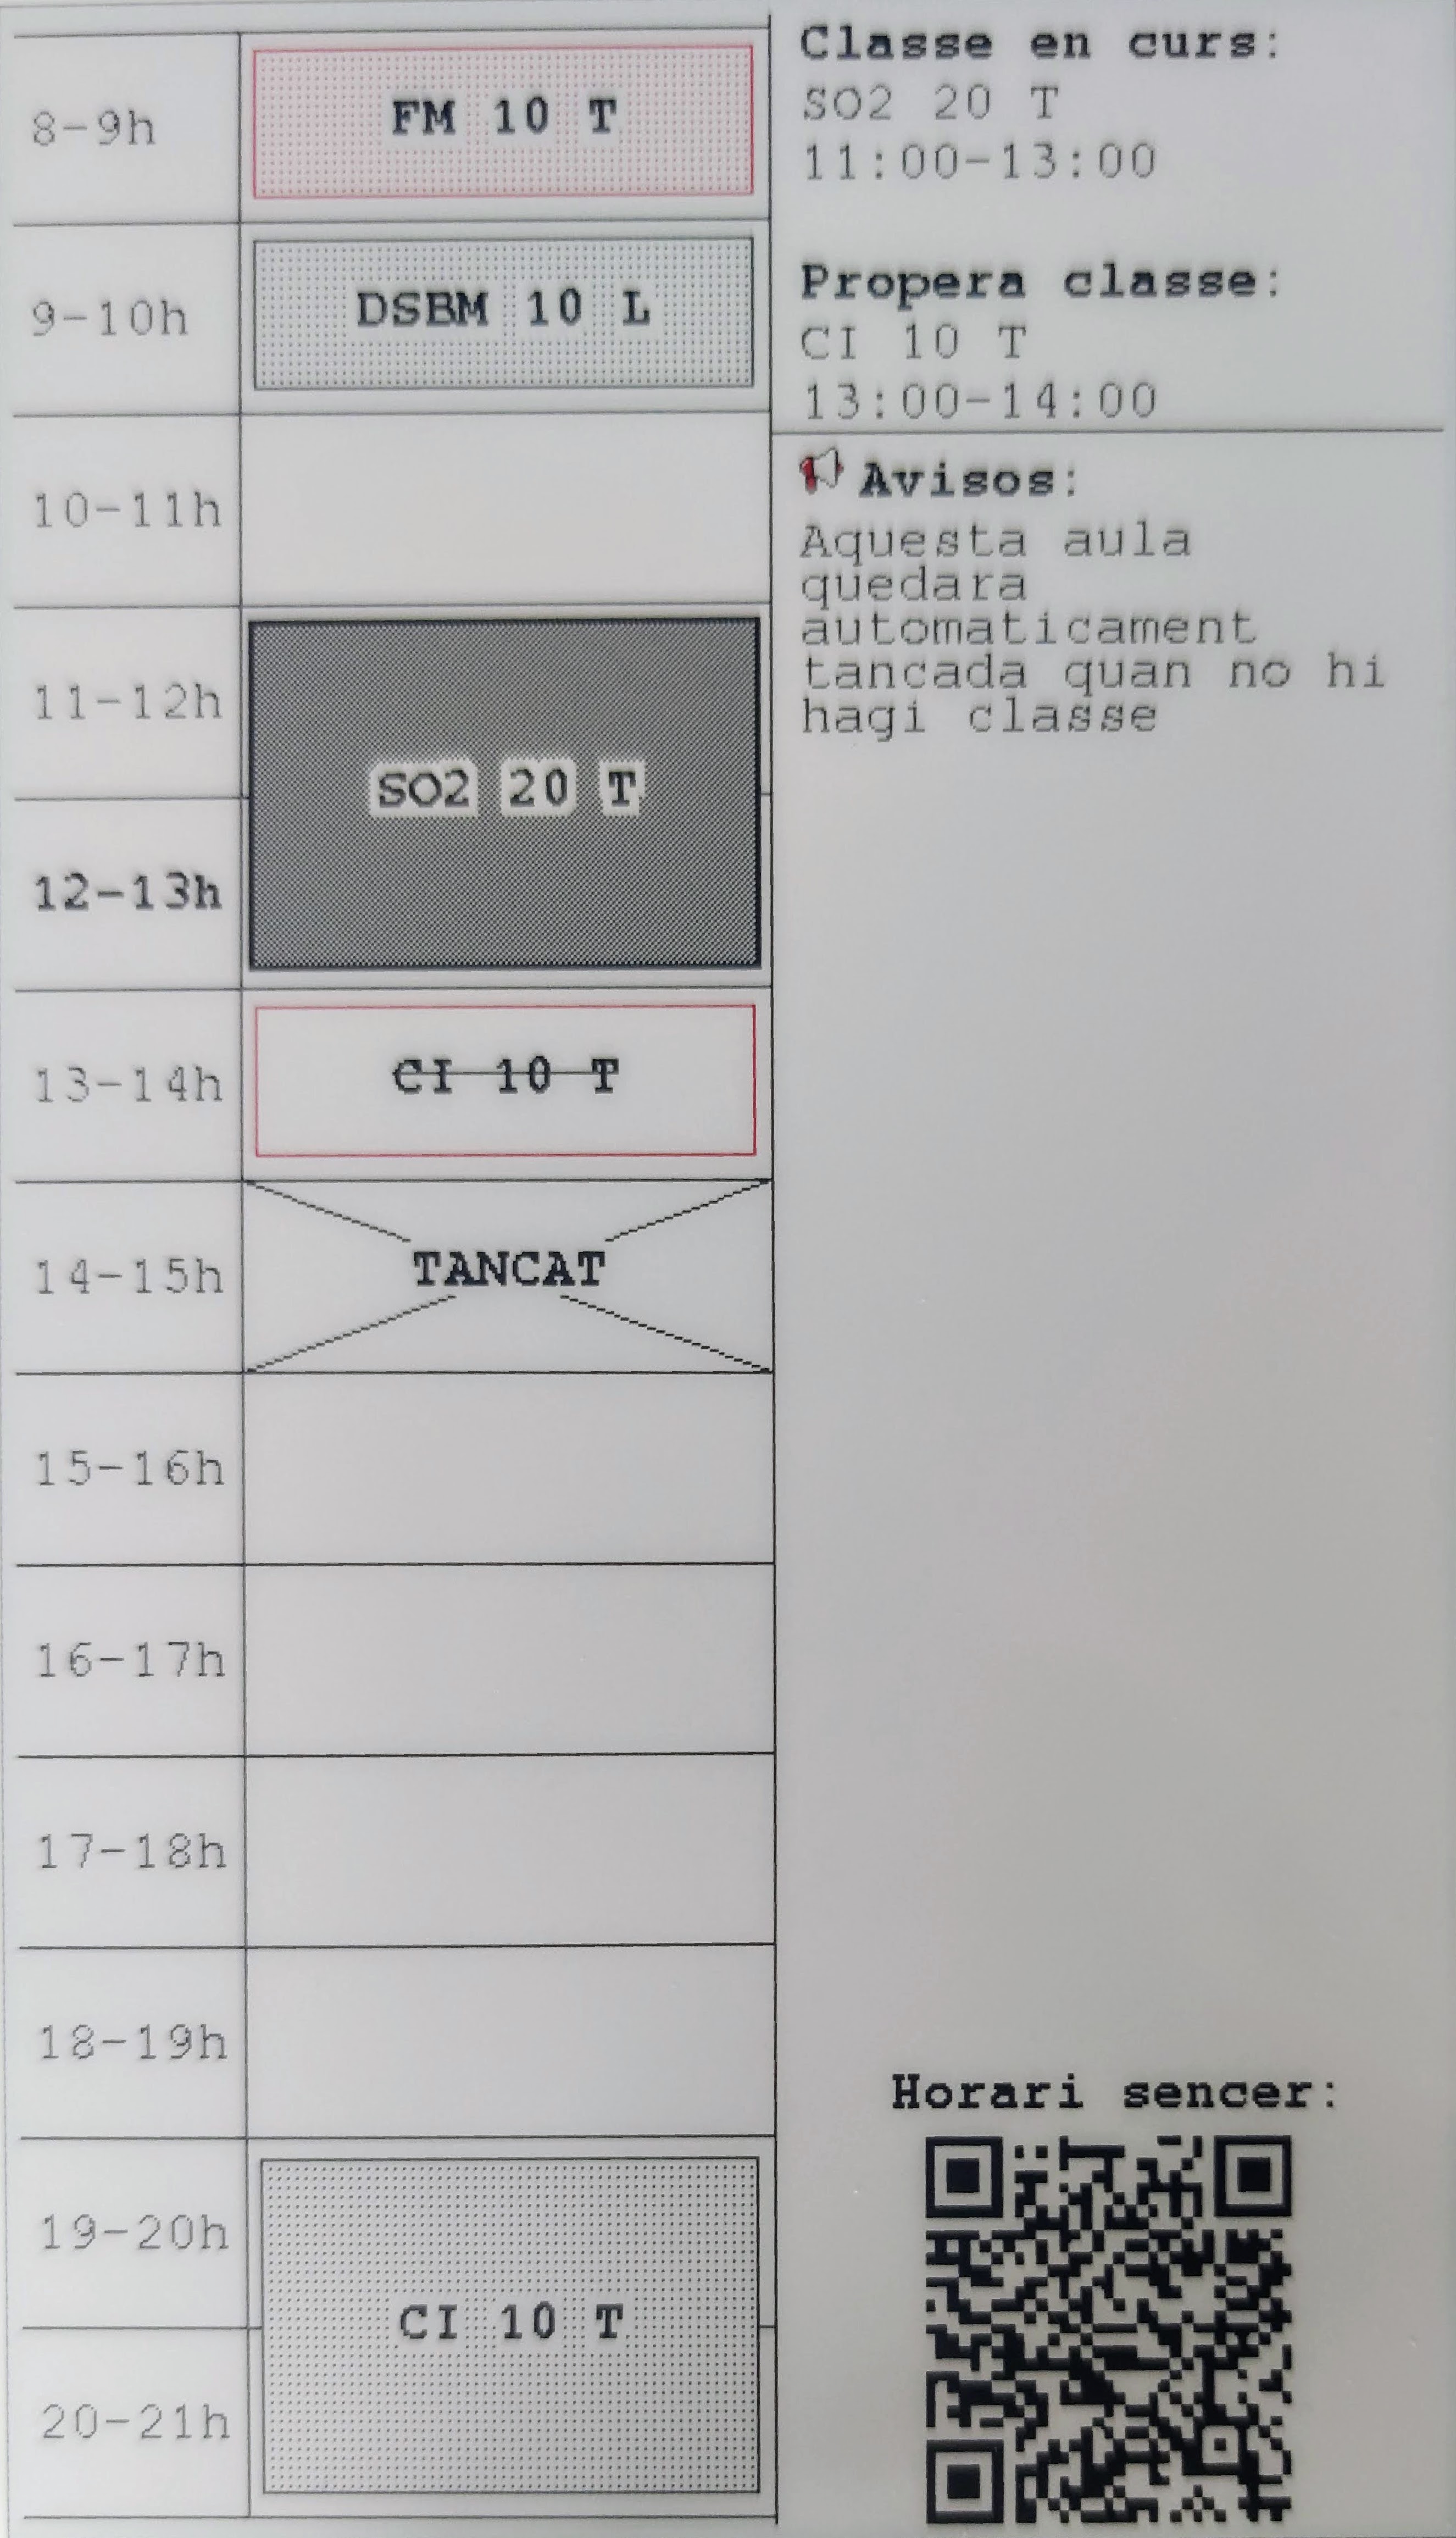 8-9h
FM 10 T
9-10h
DSBM 10 L
10-11h
11-12h
SO2 20 T
12-13h
13-14h
CI 10 T
14-15h
TANCAT
15-16h
16-17h
17-18h
18-19h
19-20h
CI 10 T
20-21h
Classe en curs:
SO2 20 T
11:00-13:00
Propera classe:
CI 10 T
13:00-14:00
Avisos:
Aquesta aula
quedara
automaticament
tancada quan no hi
hagi classe
Horari sencer: